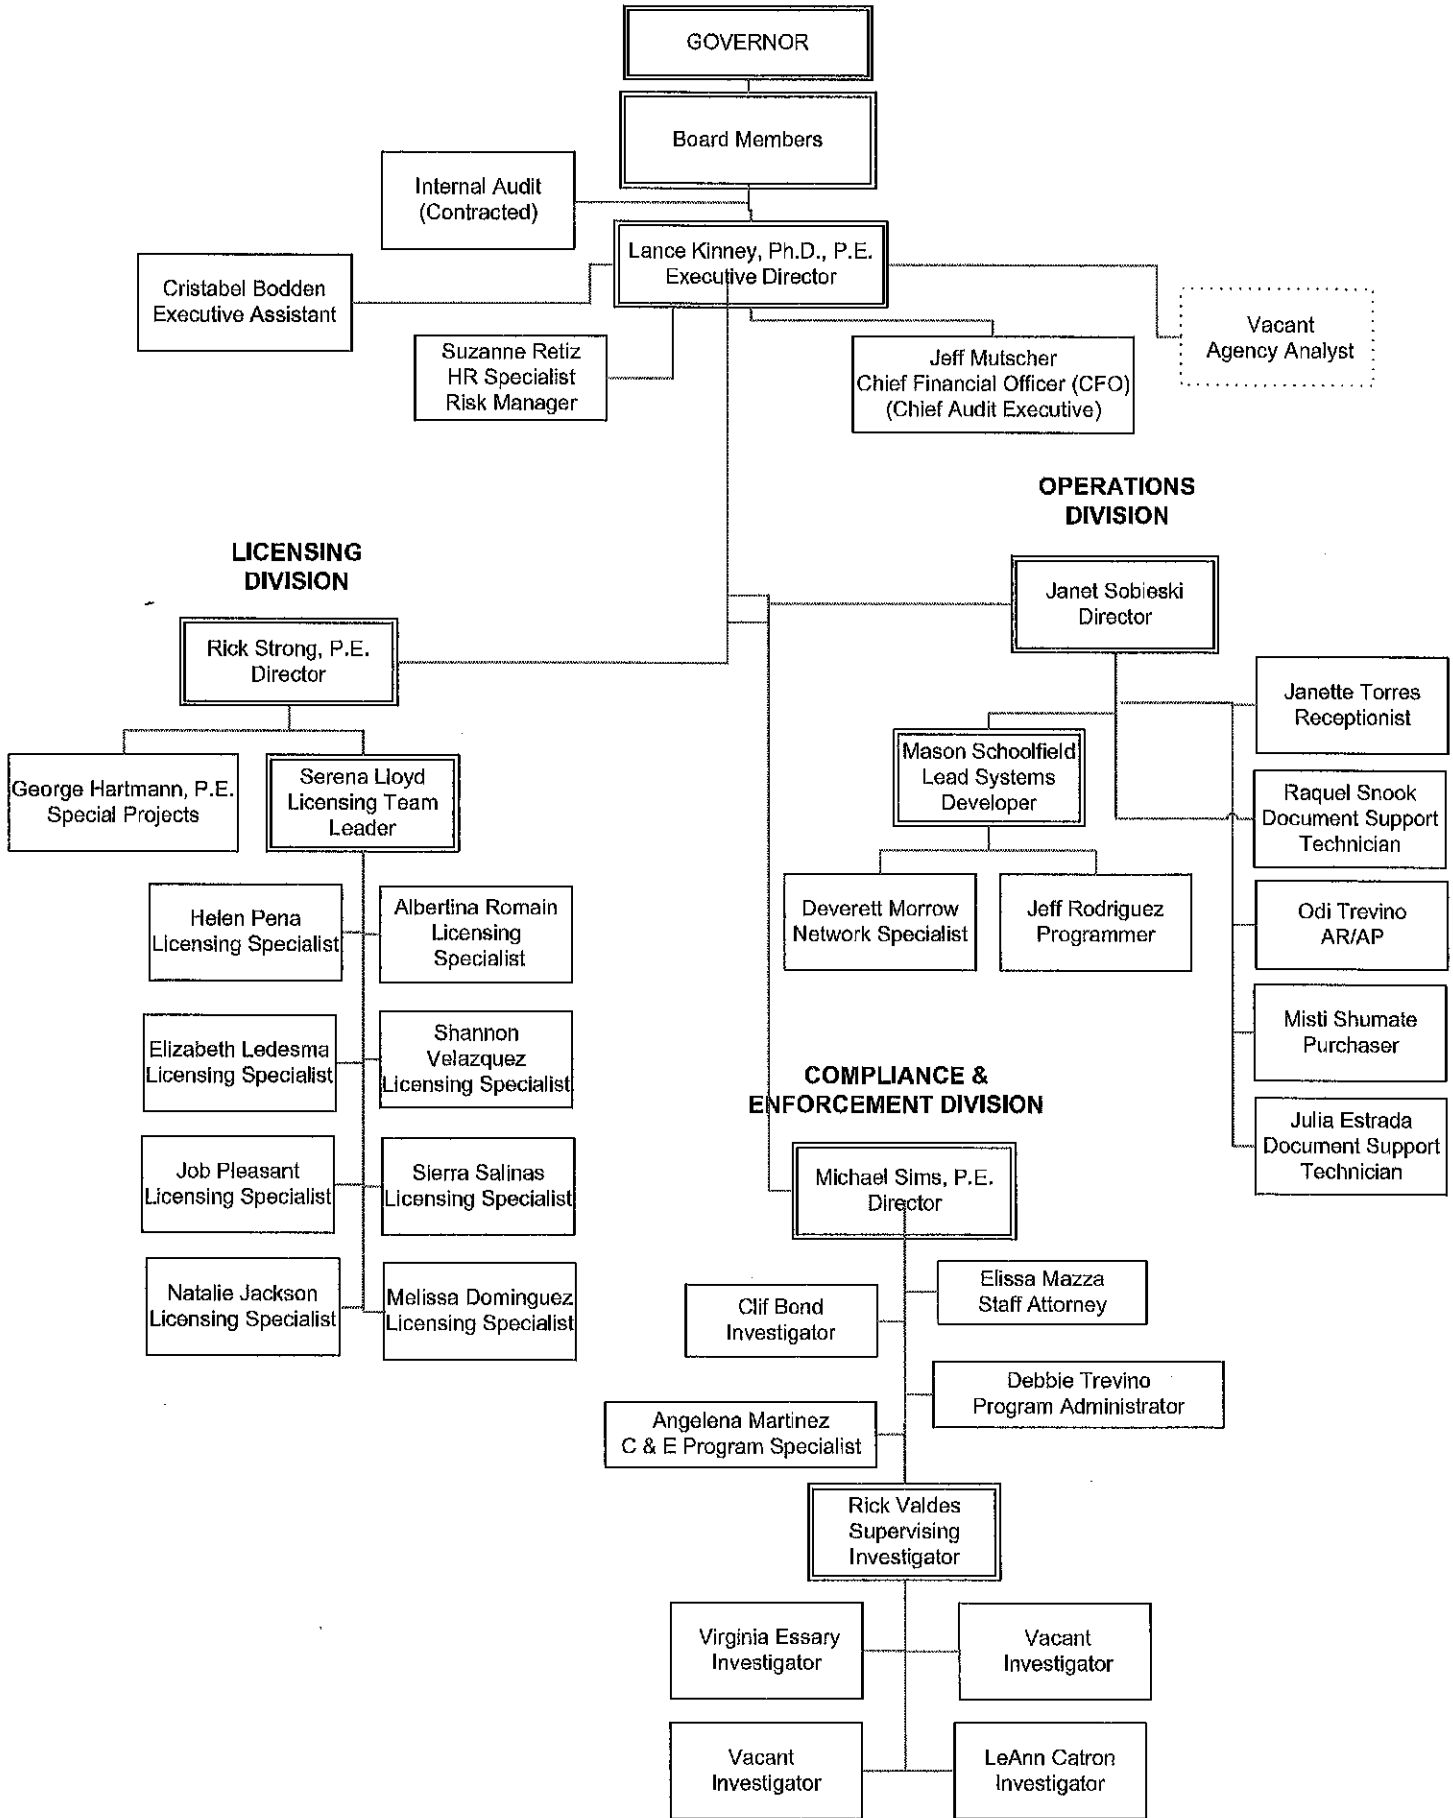 GOVERNOR
Board Members
Internal Audit
(Contracted)
Lance Kinney, Ph.D., P.E.
Executive Director
Cristabel Bodden
Executive Assistant
Suzanne Retiz
HR Specialist
Risk Manager
Jeff Mutscher
Chief Financial Officer (CFO)
(Chief Audit Executive)
Vacant
Agency Analyst
LICENSING
DIVISION
Rick Strong, P.E.
Director
George Hartmann, P.E.
Special Projects
Serena Lloyd
Licensing Team
Leader
Helen Pena
Licensing Specialist
Albertina Romain
Licensing
Specialist
Elizabeth Ledesma
Licensing Specialist
Shannon
Velazquez
Licensing Specialist
Job Pleasant
Licensing Specialist
Sierra Salinas
Licensing Specialist
Natalie Jackson
Licensing Specialist
Melissa Dominguez
Licensing Specialist
OPERATIONS
DIVISION
Janet Sobieski
Director
Mason Schoolfield
Lead Systems
Developer
Deverett Morrow
Network Specialist
Jeff Rodriguez
Programmer
Janette Torres
Receptionist
Raquel Snook
Document Support
Technician
Odi Trevino
AR/AP
Misti Shumate
Purchaser
Julia Estrada
Document Support
Technician
COMPLIANCE &
ENFORCEMENT DIVISION
Michael Sims, P.E.
Director
Elissa Mazza
Staff Attorney
Clif Bond
Investigator
Debbie Trevino
Program Administrator
Angelena Martinez
C & E Program Specialist
Rick Valdes
Supervising
Investigator
Virginia Essary
Investigator
Vacant
Investigator
Vacant
Investigator
LeAnn Catron
Investigator